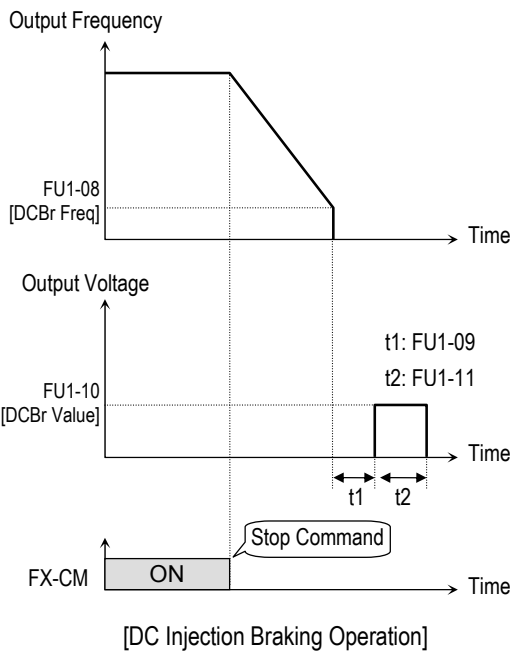 Output Frequency
FU1-08
[DCBr Freq]
Time
Output Voltage
t1: FU1-09
t2: FU1-11
FU1-10
[DCBr Value]
Time
t1 t2
Stop Command
FX-CM ON
Time
[DC Injection Braking Operation]